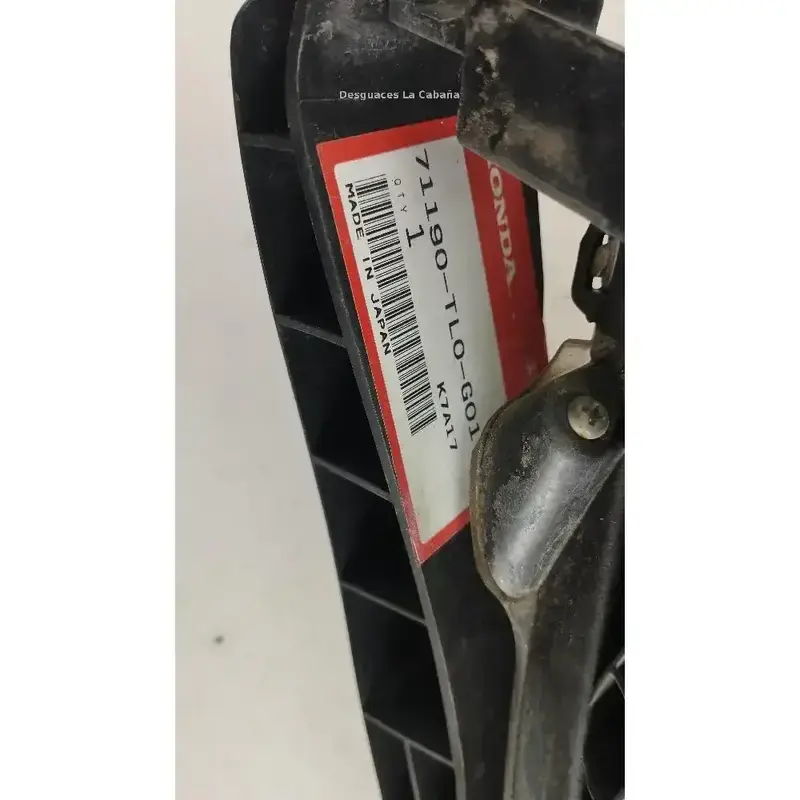 Desguaces La Cabaña
HONDA
71190-TL0-G01
QTY 1
K7A17
MADE IN JAPAN